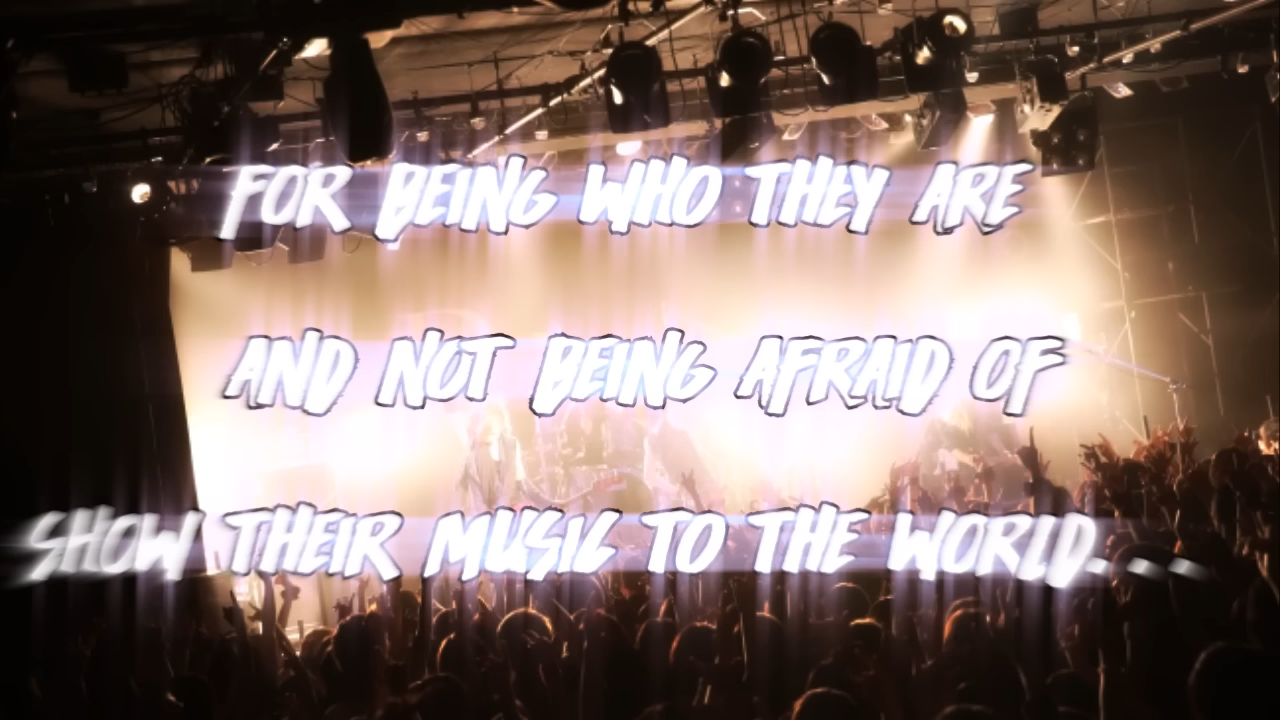 FOR BEING WHO THEY ARE
AND NOT BEING AFRAID OF
SHOW THEIR MUSIC TO THE WORLD...